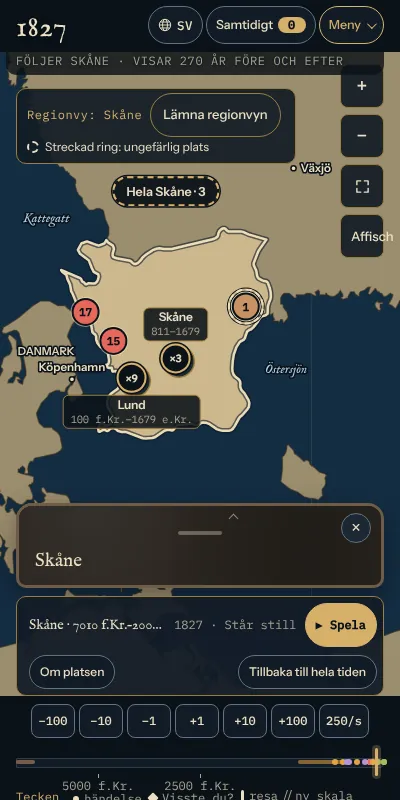 1827
SV
Samtidigt 0
Meny
FÖLJER SKÅNE · VISAR 270 ÅR FÖRE OCH EFTER
+
Regionvy: Skåne
Lämna regionvyn
Streckad ring: ungefärlig plats
−
Växjö
Hela Skåne · 3
Kattegatt
Affisch
17
1
Skåne
811–1679
15
DANMARK
Köpenhamn
×3
×9
Östersjön
Lund
100 f.Kr.–1679 e.Kr.
×
Skåne
Skåne · 7010 f.Kr.–200…
1827 · Står still
▶ Spela
Om platsen
Tillbaka till hela tiden
−100
−10
−1
+1
+10
+100
250/s
5000 f.Kr.
2500 f.Kr.
Tecken
händelse
Visste du?
resa // ny skala